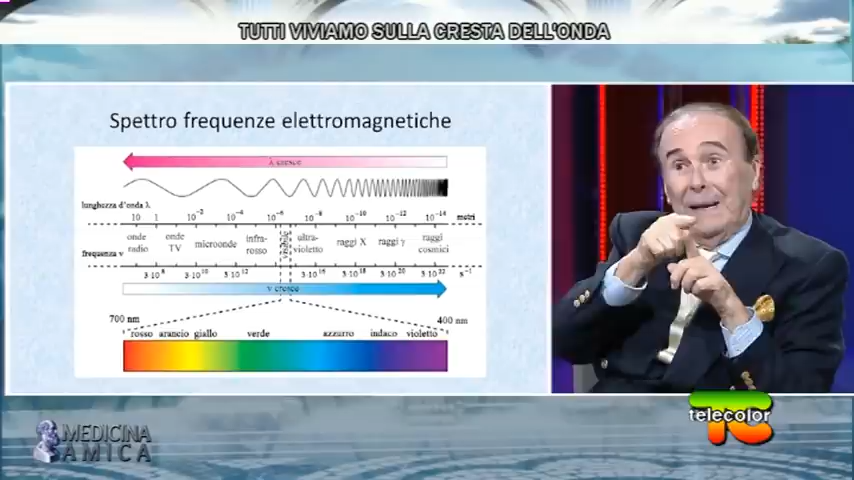 TUTTI VIVIAMO SULLA CRESTA DELL'ONDA
Spettro frequenze elettromagnetiche
λ cresce
lunghezza d'onda λ
10 1 10⁻² 10⁻⁴ 10⁻⁶ 10⁻⁸ 10⁻¹⁰ 10⁻¹² 10⁻¹⁴ metri
onde radio onde TV microonde infra-rosso visibile ultra-violetto raggi X raggi γ raggi cosmici
frequenza ν
3·10⁸ 3·10¹⁰ 3·10¹² 3·10¹⁶ 3·10¹⁸ 3·10²⁰ 3·10²² s⁻¹
ν cresce
700 nm 400 nm
rosso arancio giallo verde azzurro indaco violetto
MEDICINA
AMICA
telecolor
TC